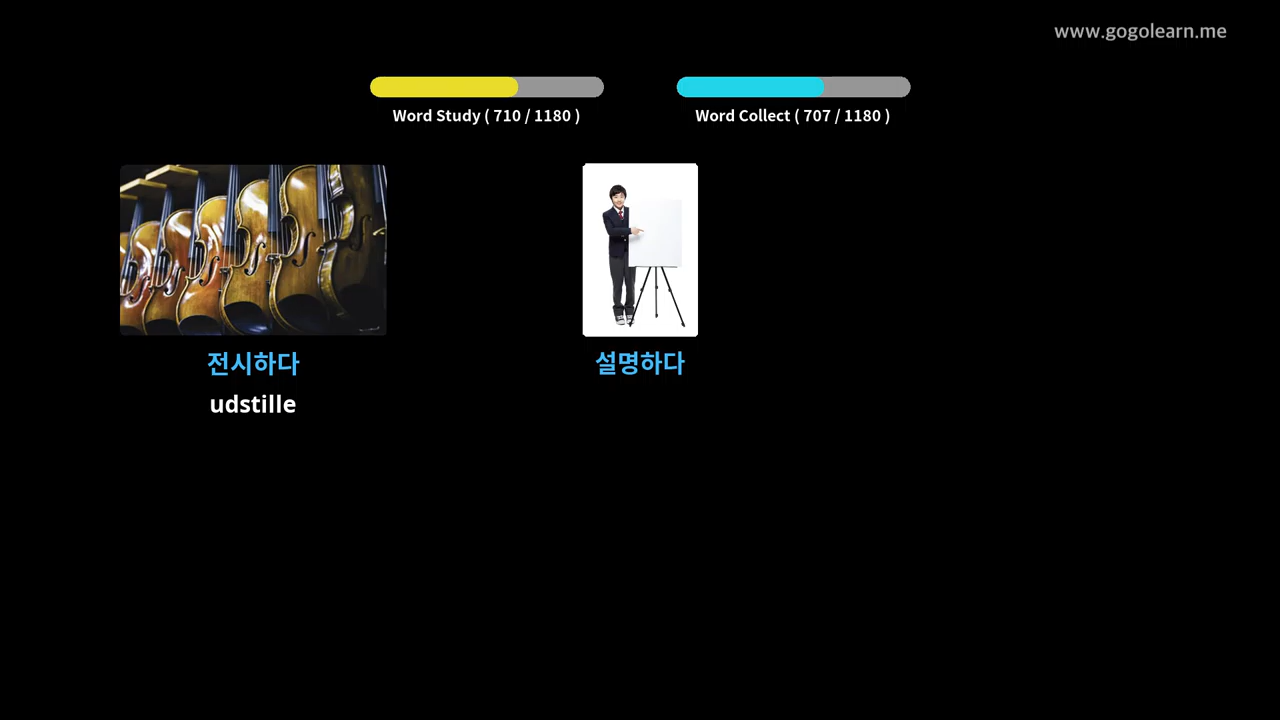 www.gogolearn.me
Word Study ( 710 / 1180 )
Word Collect ( 707 / 1180 )
전시하다
udstille
설명하다